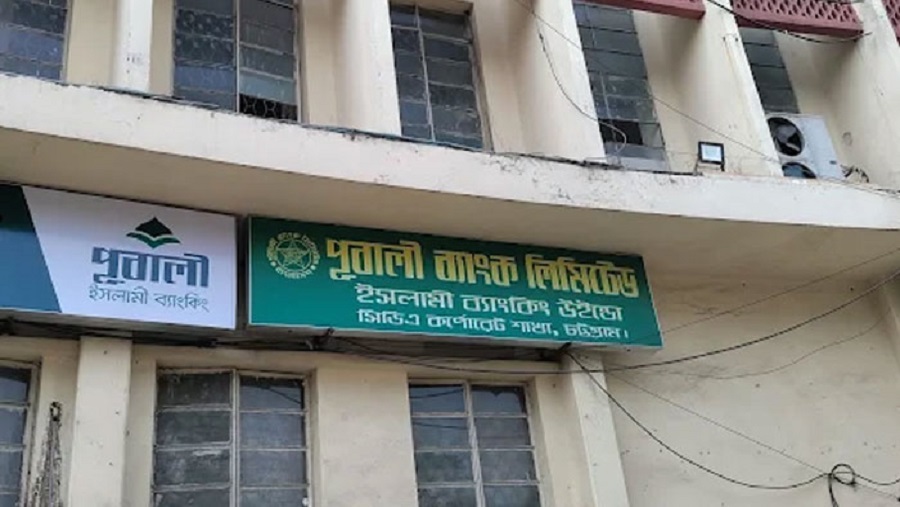 পূবালী
ইসলামী ব্যাংকিং
পূবালী ব্যাংক লিমিটেড
ইসলামী ব্যাংকিং উইন্ডো
সিডিএ কর্পোরেট শাখা, চট্টগ্রাম।